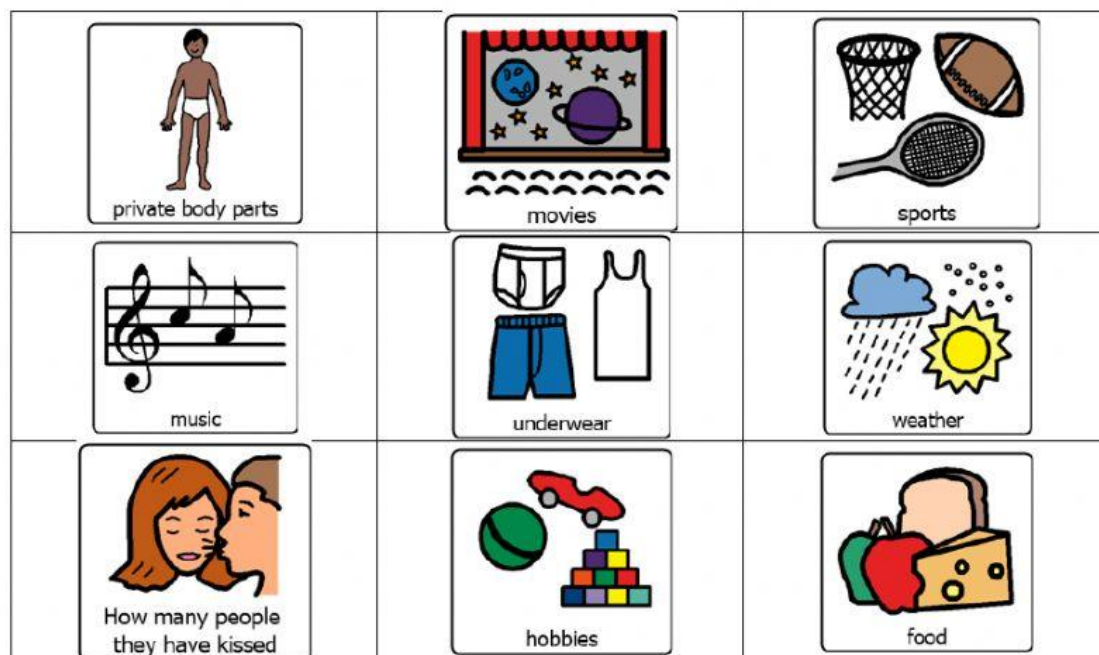 private body parts
movies
sports
music
underwear
weather
How many people
they have kissed
hobbies
food